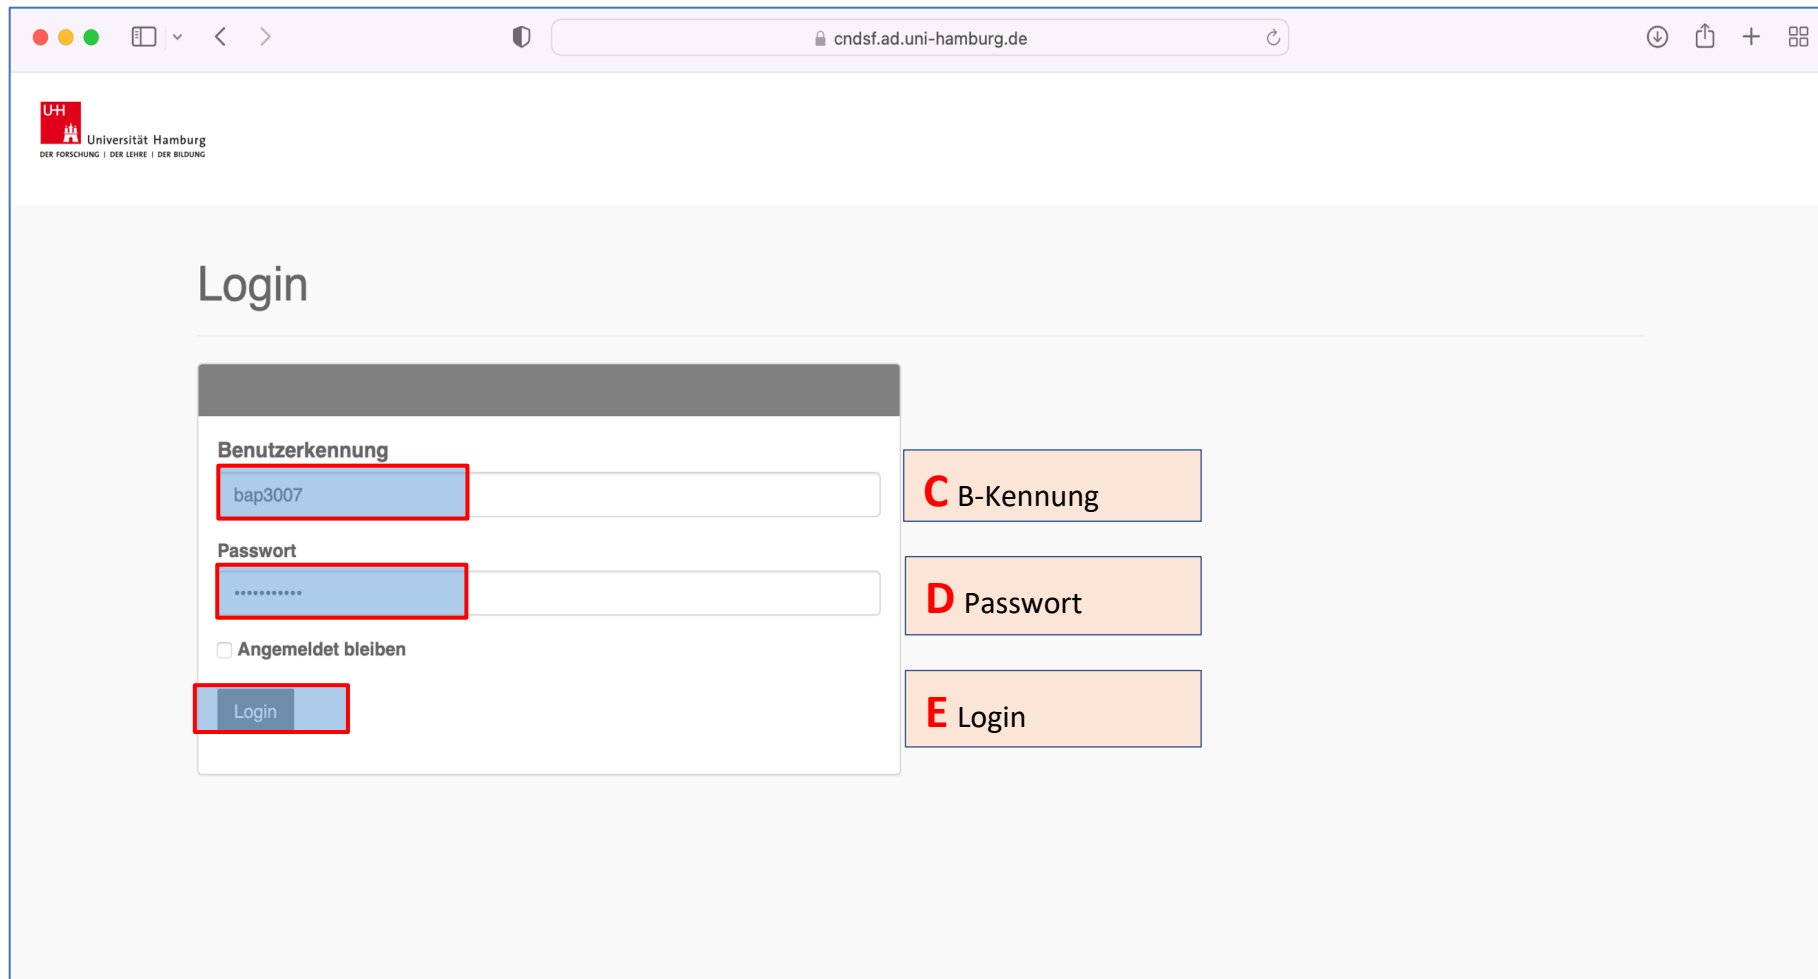 cndsf.ad.uni-hamburg.de
UHH
Universität Hamburg
DER FORSCHUNG | DER LEHRE | DER BILDUNG
Login
Benutzerkennung
bap3007
C B-Kennung
Passwort
•••••••••••
D Passwort
Angemeldet bleiben
Login
E Login